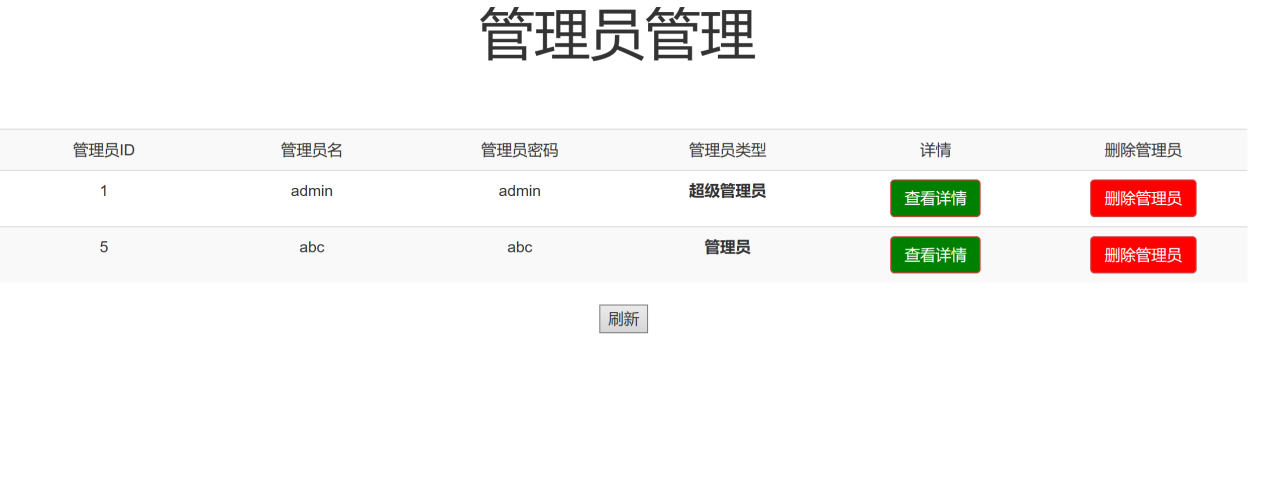 管理员管理
管理员ID 管理员名 管理员密码 管理员类型 详情 删除管理员
1 admin admin 超级管理员 查看详情 删除管理员
5 abc abc 管理员 查看详情 删除管理员
刷新